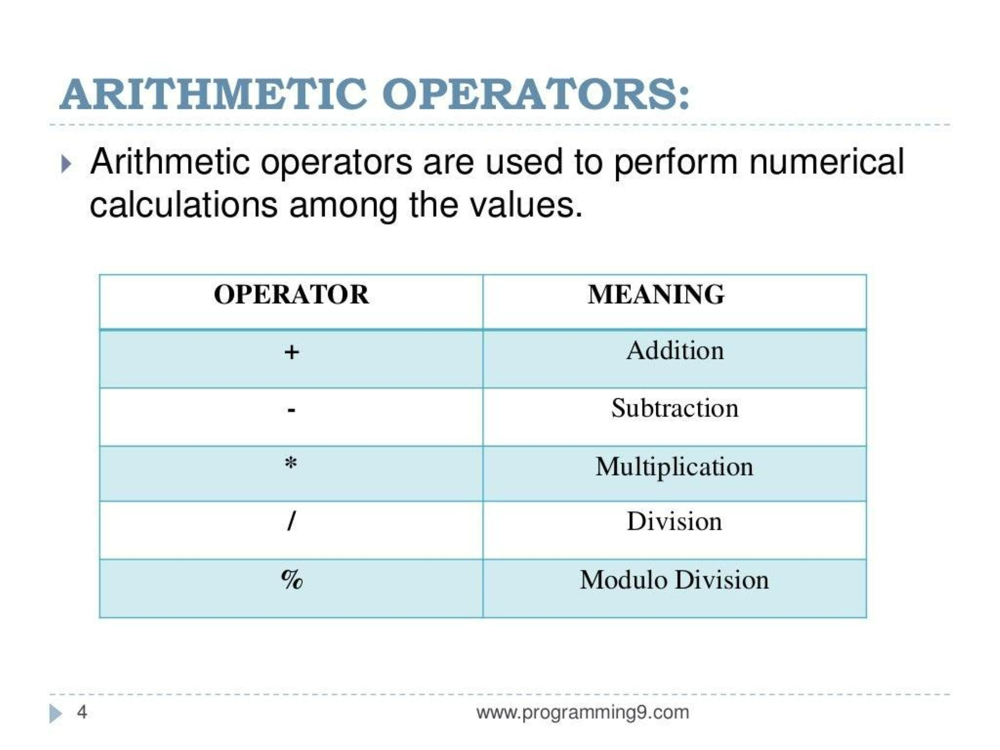 ARITHMETIC OPERATORS:
Arithmetic operators are used to perform numerical
calculations among the values.
OPERATOR MEANING
+ Addition
- Subtraction
* Multiplication
/ Division
% Modulo Division
4 www.programming9.com